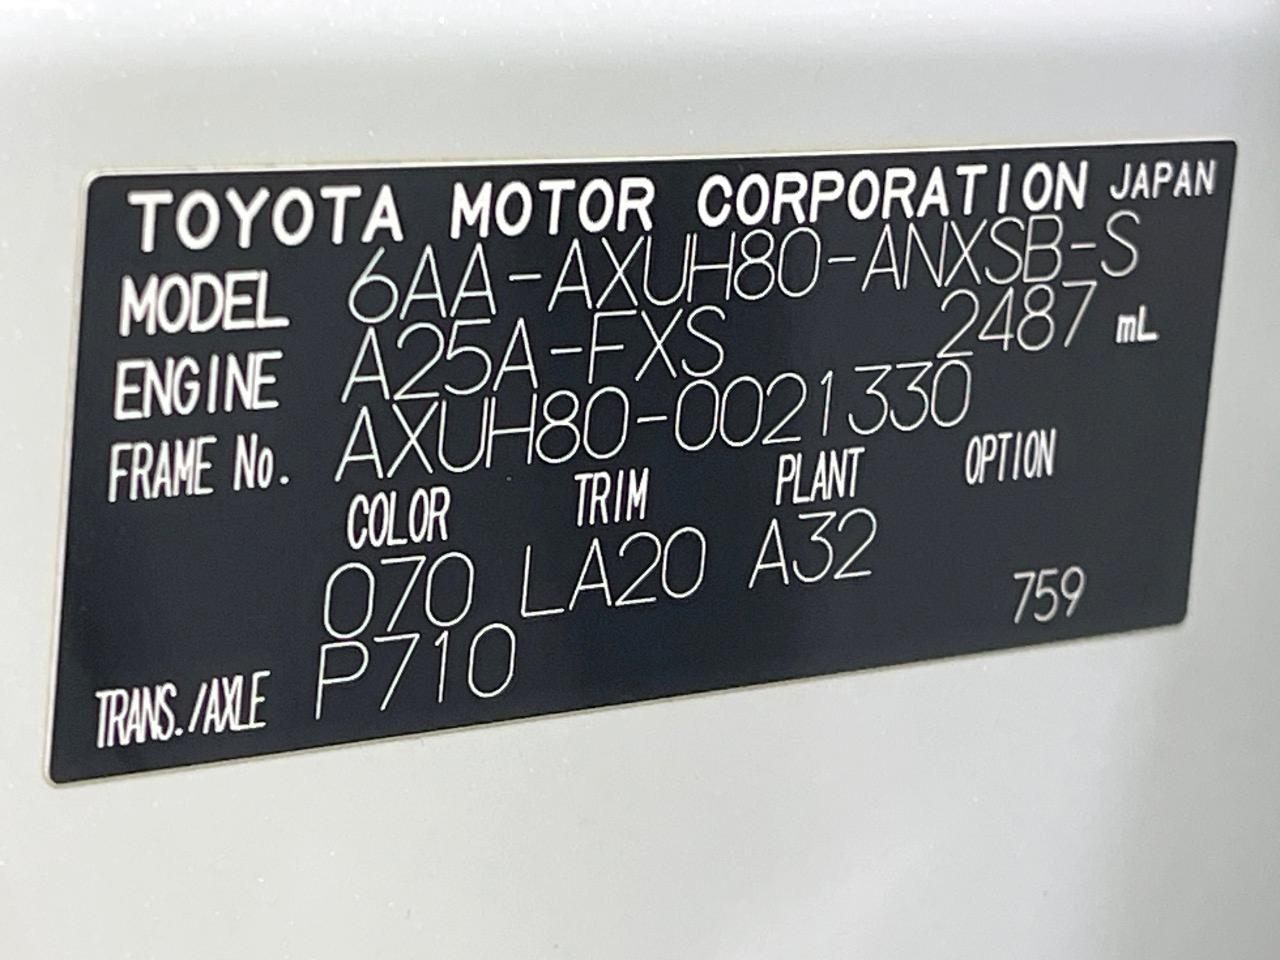 TOYOTA MOTOR CORPORATION JAPAN
MODEL 6AA-AXUH80-ANXSB-S
ENGINE A25A-FXS 2487 mL
FRAME No. AXUH80-0021330
COLOR TRIM PLANT OPTION
070 LA20 A32
759
TRANS./AXLE P710